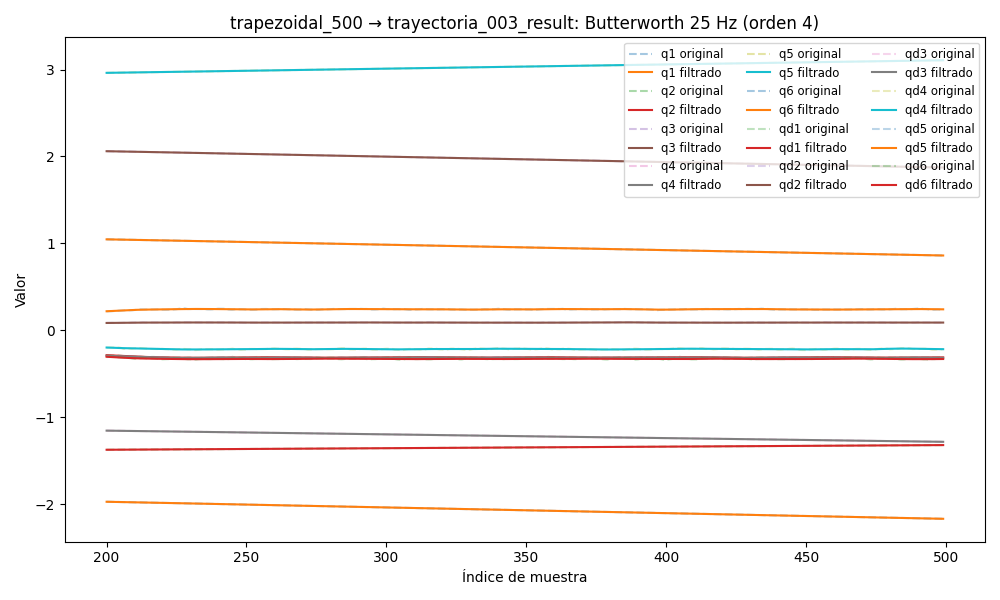 trapezoidal_500 → trayectoria_003_result: Butterworth 25 Hz (orden 4)
q1 original
q1 filtrado
q2 original
q2 filtrado
q3 original
q3 filtrado
q4 original
q4 filtrado
q5 original
q5 filtrado
q6 original
q6 filtrado
qd1 original
qd1 filtrado
qd2 original
qd2 filtrado
qd3 original
qd3 filtrado
qd4 original
qd4 filtrado
qd5 original
qd5 filtrado
qd6 original
qd6 filtrado
Valor
3
2
1
0
−1
−2
200
250
300
350
400
450
500
Índice de muestra